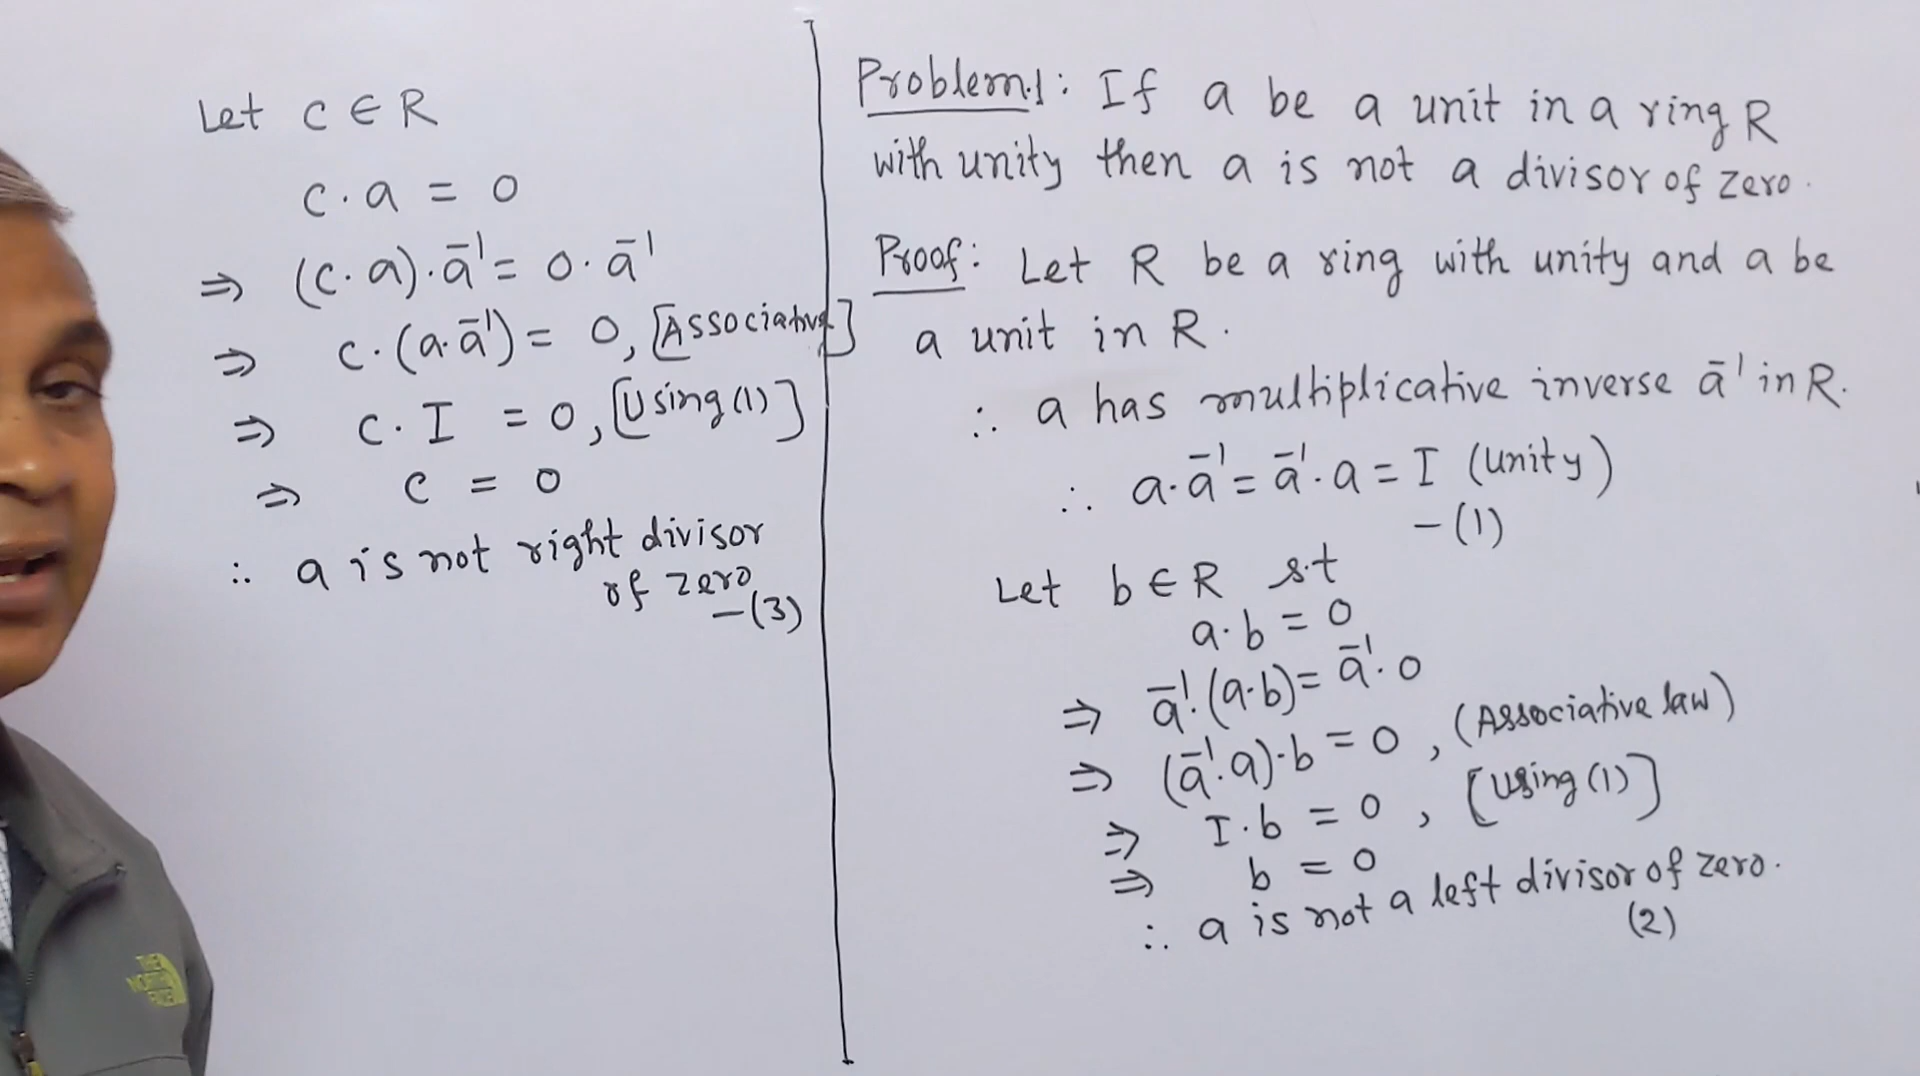 Problem.1: If a be a unit in a ring R
with unity then a is not a divisor of zero.
Proof: Let R be a ring with unity and a be
a unit in R.
∴ a has multiplicative inverse a⁻¹ in R.
∴ a·a⁻¹ = a⁻¹·a = I (Unity)
—(1)
Let b ∈ R s.t
a·b = 0
⇒ a⁻¹·(a·b) = a⁻¹·0
⇒ (a⁻¹·a)·b = 0, (Associative law)
⇒ I·b = 0, [Using (1)]
⇒ b = 0
∴ a is not a left divisor of zero.
(2)
Let c ∈ R
c·a = 0
⇒ (c·a)·a⁻¹ = 0·a⁻¹
⇒ c·(a·a⁻¹) = 0, [Associative]
⇒ c·I = 0, [Using (1)]
⇒ c = 0
∴ a is not right divisor
of zero
—(3)
THE
NORTH
FACE